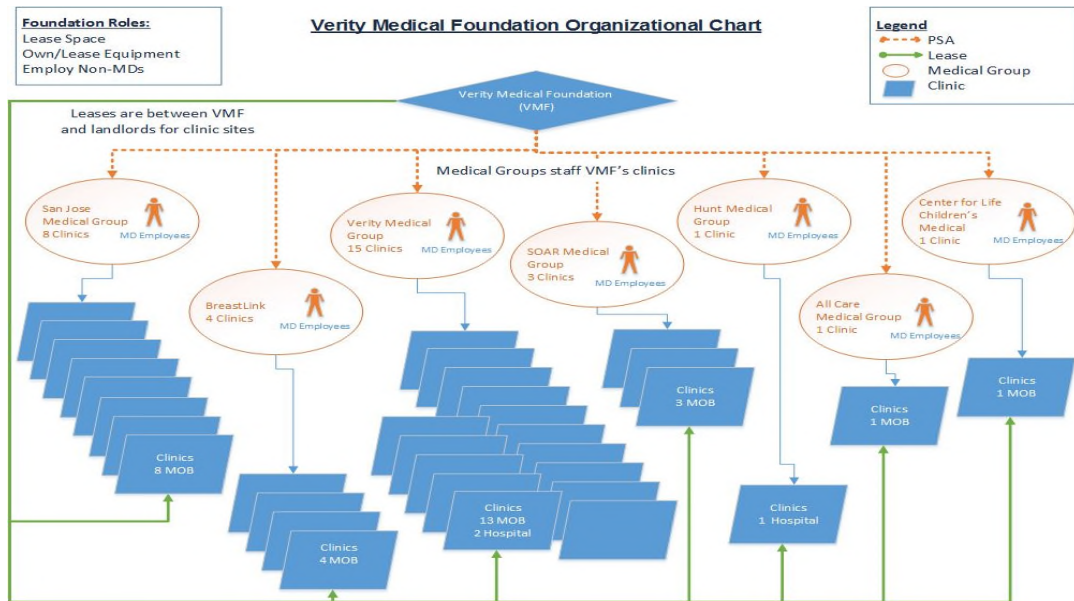 Foundation Roles:
Lease Space
Own/Lease Equipment
Employ Non-MDs
Verity Medical Foundation Organizational Chart
Legend
PSA
Lease
Medical Group
Clinic
Verity Medical Foundation
(VMF)
Leases are between VMF
and landlords for clinic sites
Medical Groups staff VMF's clinics
San Jose
Medical Group
8 Clinics
MD Employees
BreastLink
4 Clinics
MD Employees
Verity Medical
Group
15 Clinics
MD Employees
SOAR Medical
Group
3 Clinics
MD Employees
Hunt Medical
Group
1 Clinic
MD Employees
All Care
Medical Group
1 Clinic
MD Employees
Center for Life
Children's
Medical
1 Clinic
MD Employees
Clinics
8 MOB
Clinics
4 MOB
Clinics
13 MOB
2 Hospital
Clinics
3 MOB
Clinics
1 Hospital
Clinics
1 MOB
Clinics
1 MOB